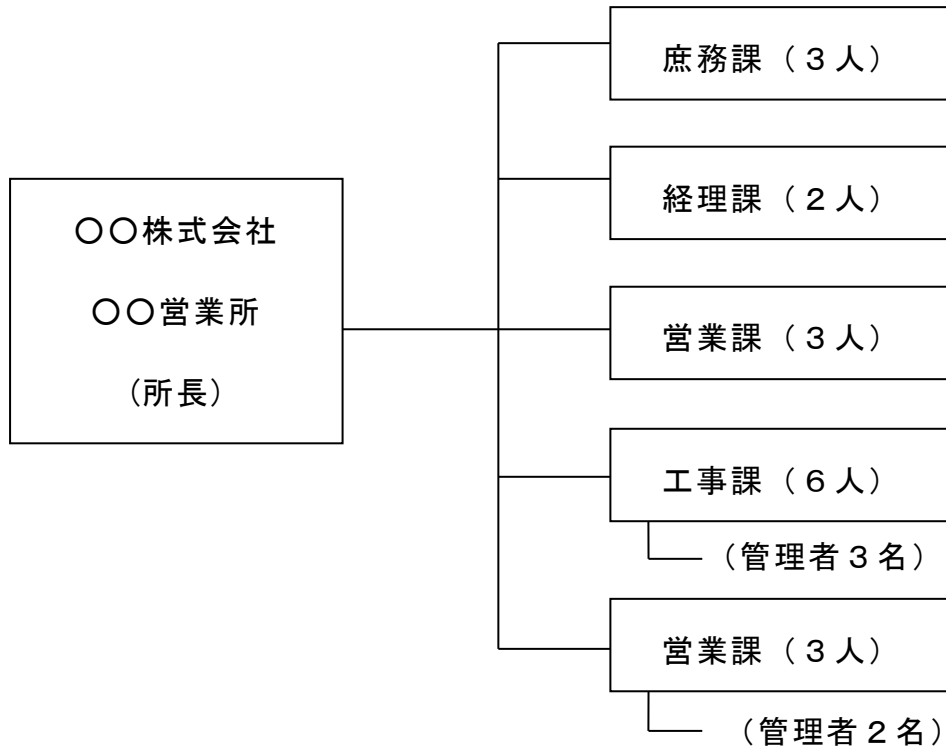 〇〇株式会社
〇〇営業所
（所長）
庶務課（３人）
経理課（２人）
営業課（３人）
工事課（６人）
（管理者３名）
営業課（３人）
（管理者２名）